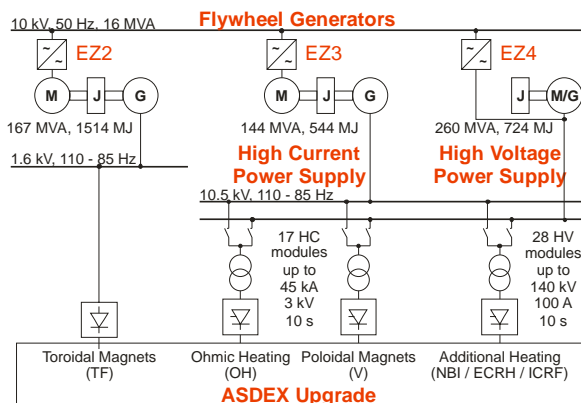 Flywheel Generators
10 kV, 50 Hz, 16 MVA
~ ~ EZ2
~ ~ EZ3
~ ~ EZ4
M J G
M J G
J M/G
167 MVA, 1514 MJ
144 MVA, 544 MJ
260 MVA, 724 MJ
1.6 kV, 110 - 85 Hz
High Current
Power Supply
High Voltage
Power Supply
10.5 kV, 110 - 85 Hz
17 HC
modules
up to
45 kA
3 kV
10 s
28 HV
modules
up to
140 kV
100 A
10 s
Toroidal Magnets
(TF)
Ohmic Heating
(OH)
Poloidal Magnets
(V)
Additional Heating
(NBI / ECRH / ICRF)
ASDEX Upgrade